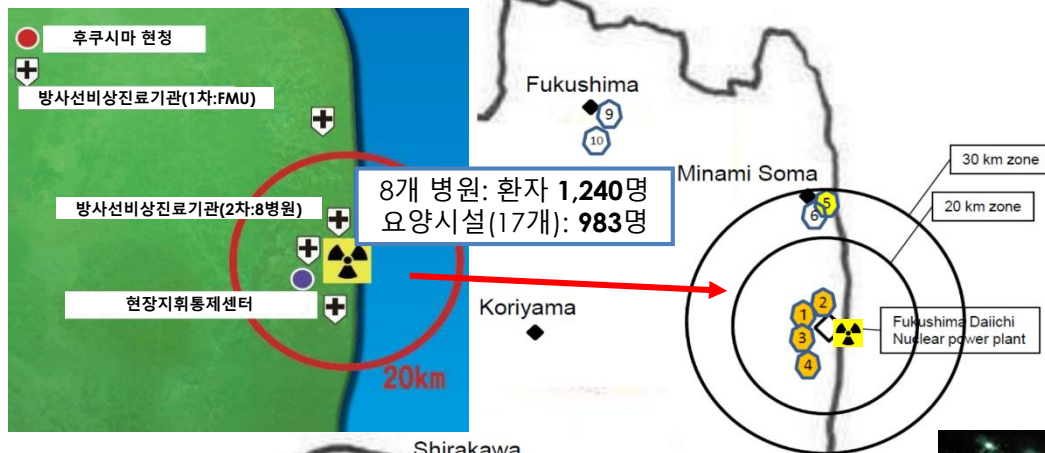 후쿠시마 현청
방사선비상진료기관(1차:FMU)
방사선비상진료기관(2차:8병원)
현장지휘통제센터
20km
8개 병원: 환자 1,240명
요양시설(17개): 983명
Fukushima
9
10
Minami Soma
5
6
30 km zone
20 km zone
Koriyama
2
1
3
4
Fukushima Daiichi
Nuclear power plant
Shirakawa